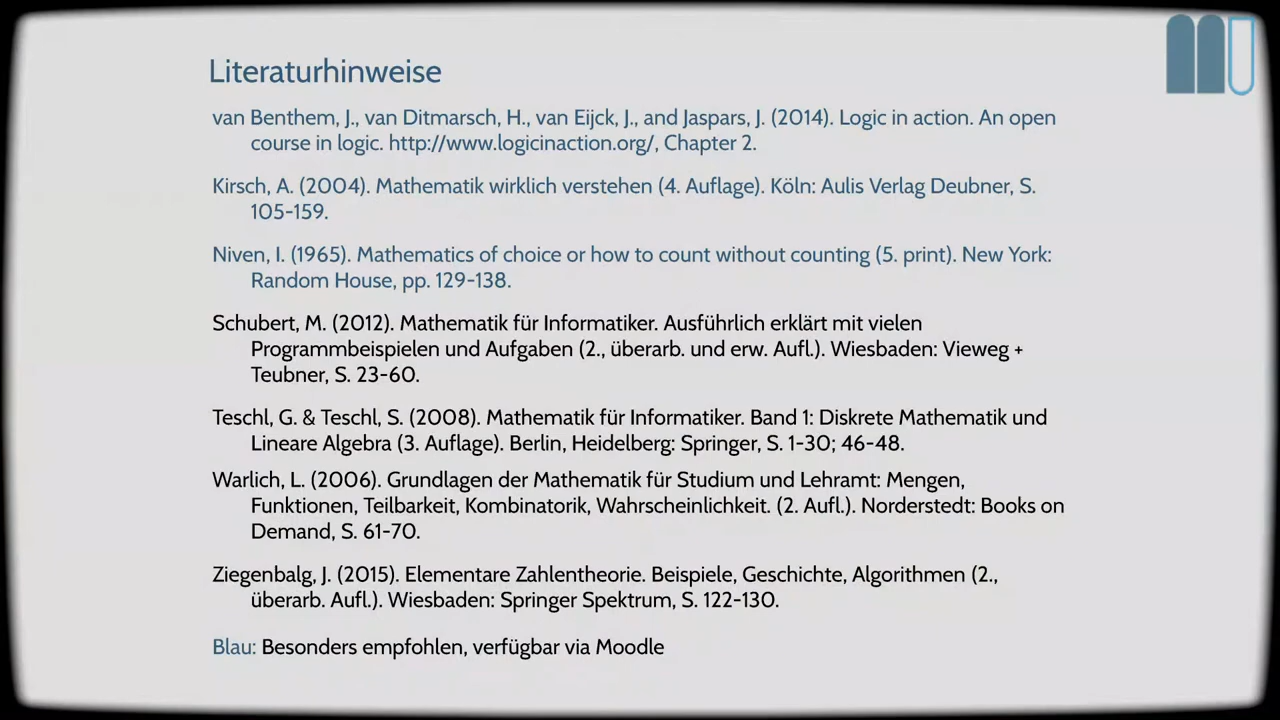 Literaturhinweise
van Benthem, J., van Ditmarsch, H., van Eijck, J., and Jaspars, J. (2014). Logic in action. An open
course in logic. http://www.logicinaction.org/, Chapter 2.
Kirsch, A. (2004). Mathematik wirklich verstehen (4. Auflage). Köln: Aulis Verlag Deubner, S.
105-159.
Niven, I. (1965). Mathematics of choice or how to count without counting (5. print). New York:
Random House, pp. 129-138.
Schubert, M. (2012). Mathematik für Informatiker. Ausführlich erklärt mit vielen
Programmbeispielen und Aufgaben (2., überarb. und erw. Aufl.). Wiesbaden: Vieweg +
Teubner, S. 23-60.
Teschl, G. & Teschl, S. (2008). Mathematik für Informatiker. Band 1: Diskrete Mathematik und
Lineare Algebra (3. Auflage). Berlin, Heidelberg: Springer, S. 1-30; 46-48.
Warlich, L. (2006). Grundlagen der Mathematik für Studium und Lehramt: Mengen,
Funktionen, Teilbarkeit, Kombinatorik, Wahrscheinlichkeit. (2. Aufl.). Norderstedt: Books on
Demand, S. 61-70.
Ziegenbalg, J. (2015). Elementare Zahlentheorie. Beispiele, Geschichte, Algorithmen (2.,
überarb. Aufl.). Wiesbaden: Springer Spektrum, S. 122-130.
Blau: Besonders empfohlen, verfügbar via Moodle